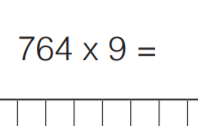 764 x 9 =